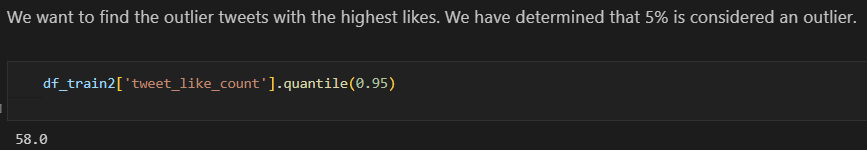 We want to find the outlier tweets with the highest likes. We have determined that 5% is considered an outlier.
df_train2['tweet_like_count'].quantile(0.95)
58.0